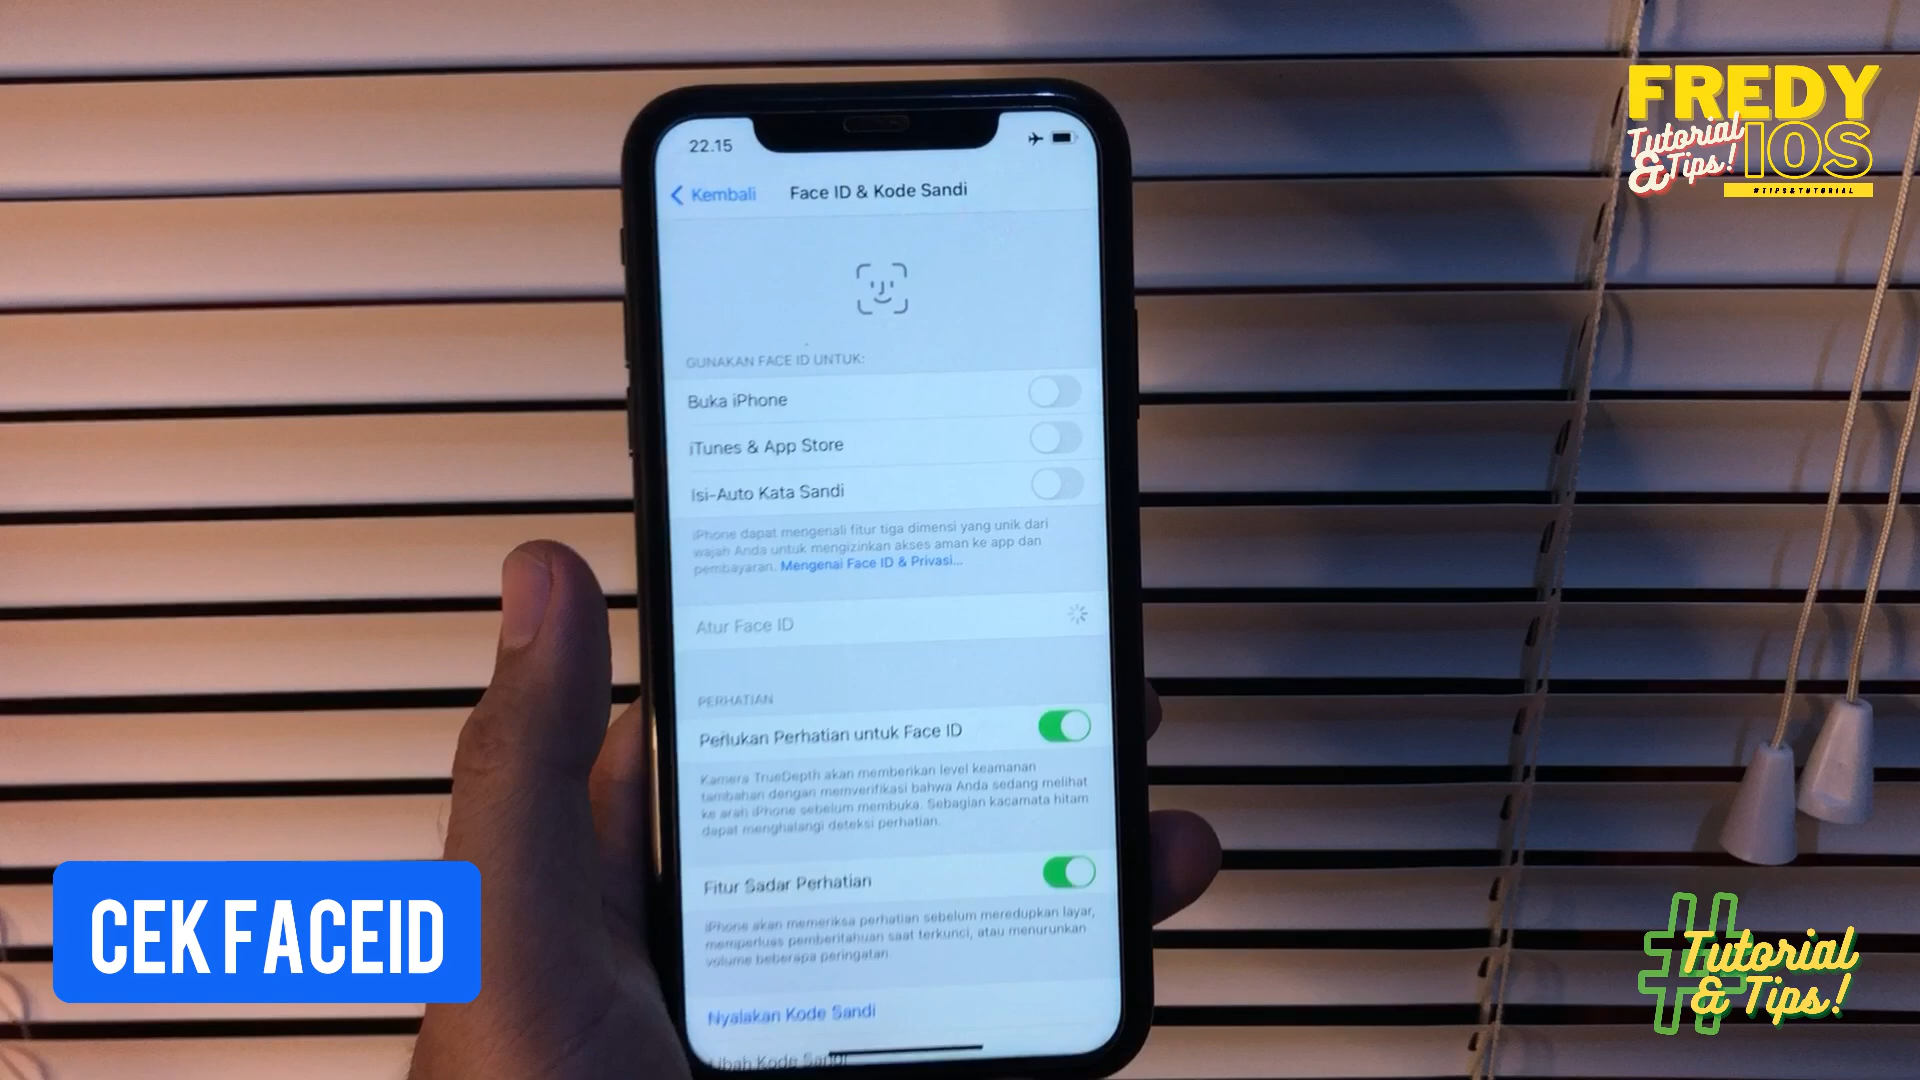 FREDY
Tutorial
& Tips!
IOS
#TIPS&TUTORIAL
22.15
Kembali
Face ID & Kode Sandi
GUNAKAN FACE ID UNTUK:
Buka iPhone
iTunes & App Store
Isi-Auto Kata Sandi
iPhone dapat mengenali fitur tiga dimensi yang unik dari
wajah Anda untuk mengizinkan akses aman ke app dan
pembayaran. Mengenai Face ID & Privasi...
Atur Face ID
PERHATIAN
Perlukan Perhatian untuk Face ID
Kamera TrueDepth akan memberikan level keamanan
tambahan dengan memverifikasi bahwa Anda sedang melihat
ke arah iPhone sebelum membuka. Sebagian kacamata hitam
dapat menghalangi deteksi perhatian.
Fitur Sadar Perhatian
iPhone akan memeriksa perhatian sebelum meredupkan layar,
memperluas pemberitahuan saat terkunci, atau menurunkan
volume beberapa peringatan.
Nyalakan Kode Sandi
Ubah Kode Sandi
CEK FACEID
#Tutorial
& Tips!